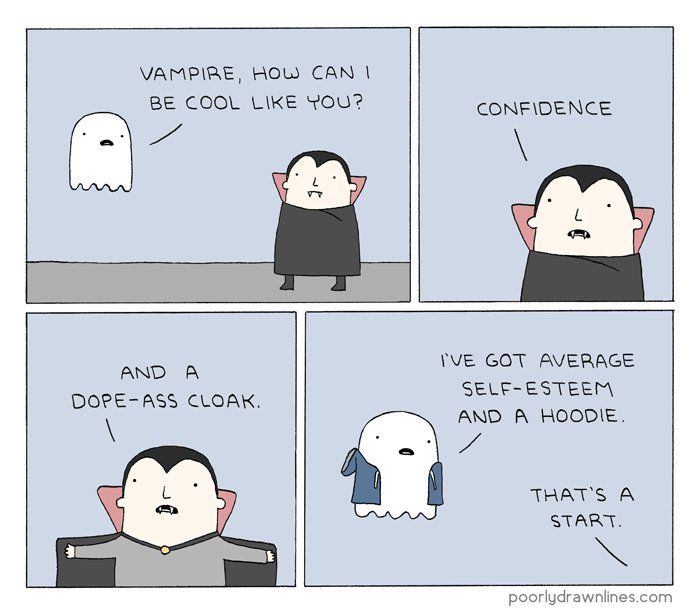 VAMPIRE, HOW CAN I
BE COOL LIKE YOU?
CONFIDENCE
AND A
DOPE-ASS CLOAK.
I'VE GOT AVERAGE
SELF-ESTEEM
AND A HOODIE.
THAT'S A
START.
poorlydrawnlines.com